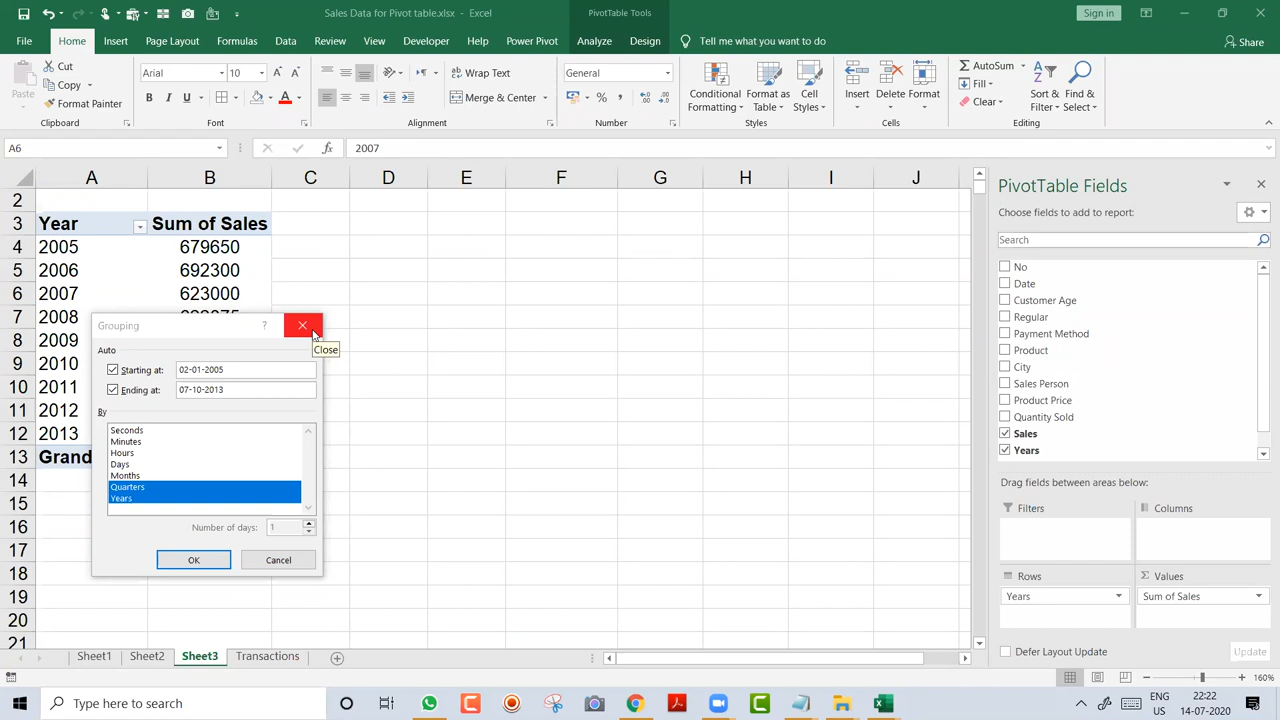 Sales Data for Pivot table.xlsx - Excel
PivotTable Tools
Sign in
File Home Insert Page Layout Formulas Data Review View Developer Help Power Pivot Analyze Design Tell me what you want to do Share
Paste
Cut
Copy
Format Painter
Clipboard
Arial 10
B I U
Font
Wrap Text
Merge & Center
Alignment
General
Number
Conditional Formatting
Format as Table
Cell Styles
Styles
Insert Delete Format
Cells
AutoSum
Fill
Clear
Sort & Filter
Find & Select
Editing
A6 fx 2007
A B C D E F G H I J
2
3 Year Sum of Sales
4 2005 679650
5 2006 692300
6 2007 623000
7 2008
8 2009
9 2010
10 2011
11 2012
12 2013
13 Grand
14
15
16
17
18
19
20
21
Grouping ?
Close
Auto
Starting at: 02-01-2005
Ending at: 07-10-2013
By
Seconds
Minutes
Hours
Days
Months
Quarters
Years
Number of days: 1
OK Cancel
PivotTable Fields
Choose fields to add to report:
Search
No
Date
Customer Age
Regular
Payment Method
Product
City
Sales Person
Product Price
Quantity Sold
Sales
Years
Drag fields between areas below:
Filters Columns
Rows Values
Years Sum of Sales
Defer Layout Update Update
Sheet1 Sheet2 Sheet3 Transactions
160%
Type here to search
ENG
US
22:22
14-07-2020